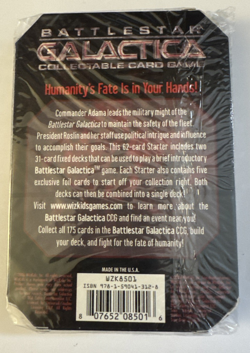 BATTLESTAR
GALACTICA
COLLECTABLE CARD GAME
Humanity's Fate is in Your Hands!
Commander Adama leads the military might of the
Battlestar Galactica to maintain the safety of the fleet.
President Roslin and her staff use political intrigue and influence
to accomplish their goals. This 62-card Starter includes two
31-card fixed decks that can be used to play a brief introductory
Battlestar Galactica™ game. Each Starter also contains five
exclusive foil cards to start off your collection right. Both
decks can then be combined into a single deck!
Visit www.wizkidsgames.com to learn more about the
Battlestar Galactica CCG and find an event near you!
Collect all 175 cards in the Battlestar Galactica CCG, build
your deck, and fight for the fate of humanity!
MADE IN THE U.S.A.
WZK8501
ISBN 978-1-59041-312-8
8 07652 08501 6